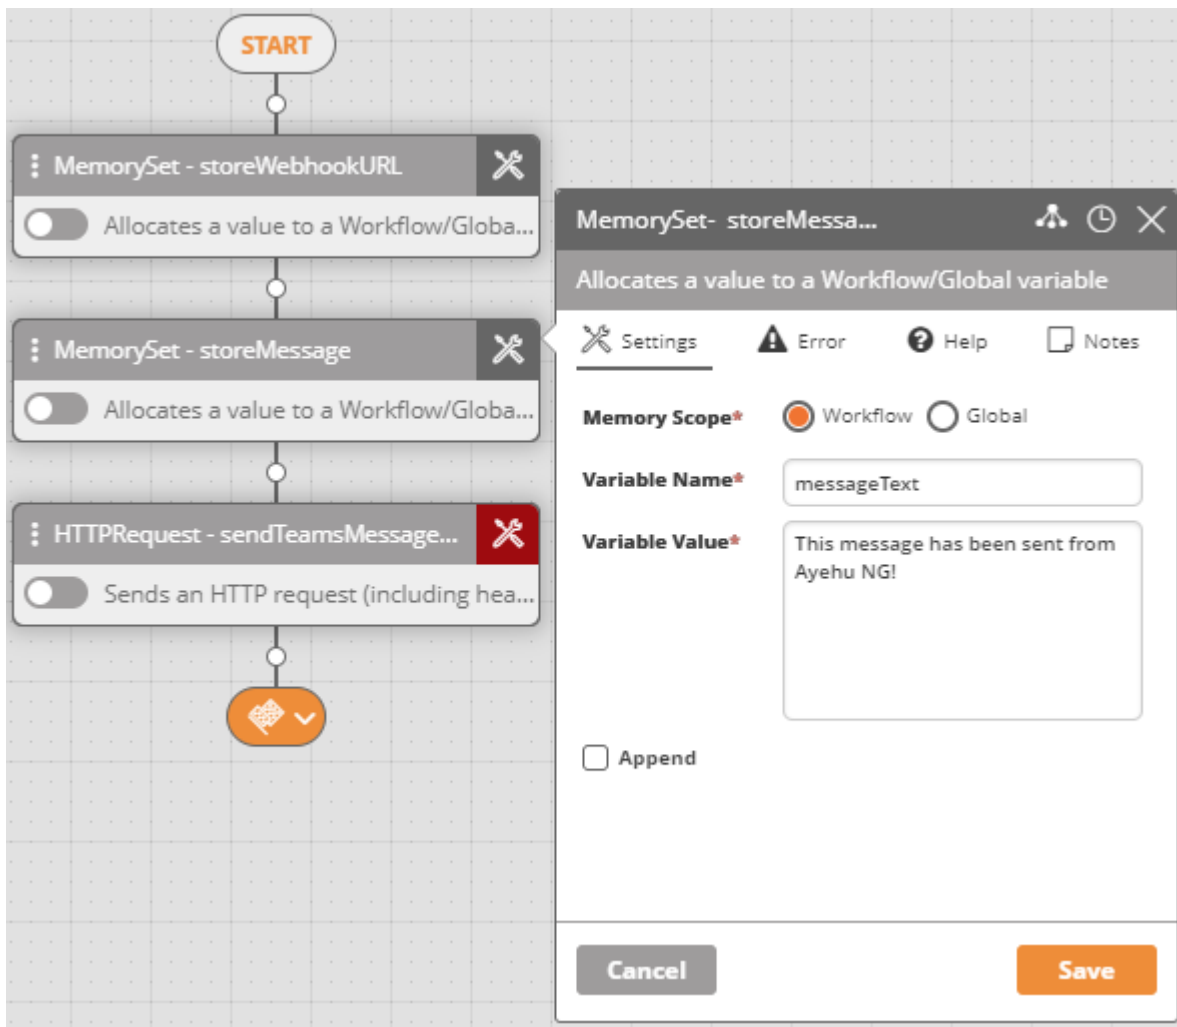 START
MemorySet - storeWebhookURL
Allocates a value to a Workflow/Globa...
MemorySet - storeMessage
Allocates a value to a Workflow/Globa...
HTTPRequest - sendTeamsMessage...
Sends an HTTP request (including hea...
MemorySet- storeMessa...
Allocates a value to a Workflow/Global variable
Settings Error Help Notes
Memory Scope* Workflow Global
Variable Name* messageText
Variable Value* This message has been sent from
Ayehu NG!
Append
Cancel Save